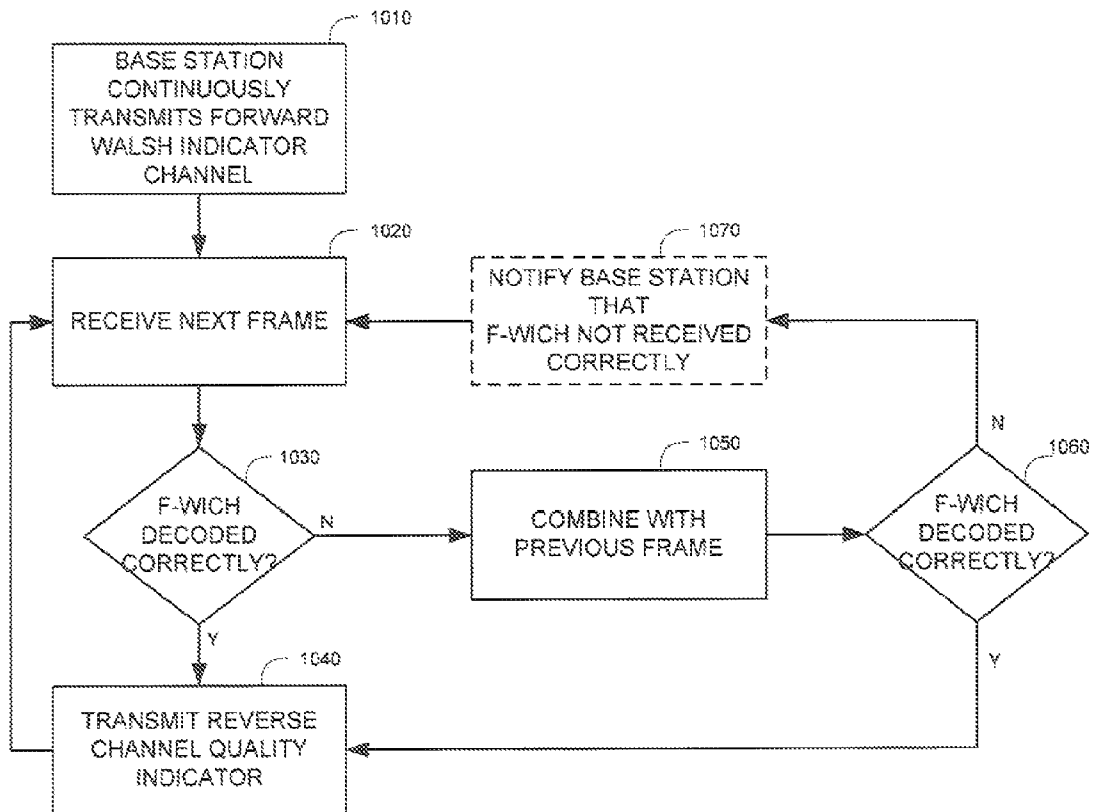 1010
BASE STATION
CONTINUOUSLY
TRANSMITS FORWARD
WALSH INDICATOR
CHANNEL
1020
RECEIVE NEXT FRAME
1070
NOTIFY BASE STATION
THAT
F-WICH NOT RECEIVED
CORRECTLY
1030
F-WICH
DECODED
CORRECTLY?
N
Y
1050
COMBINE WITH
PREVIOUS FRAME
1060
F-WICH
DECODED
CORRECTLY?
N
Y
1040
TRANSMIT REVERSE
CHANNEL QUALITY
INDICATOR